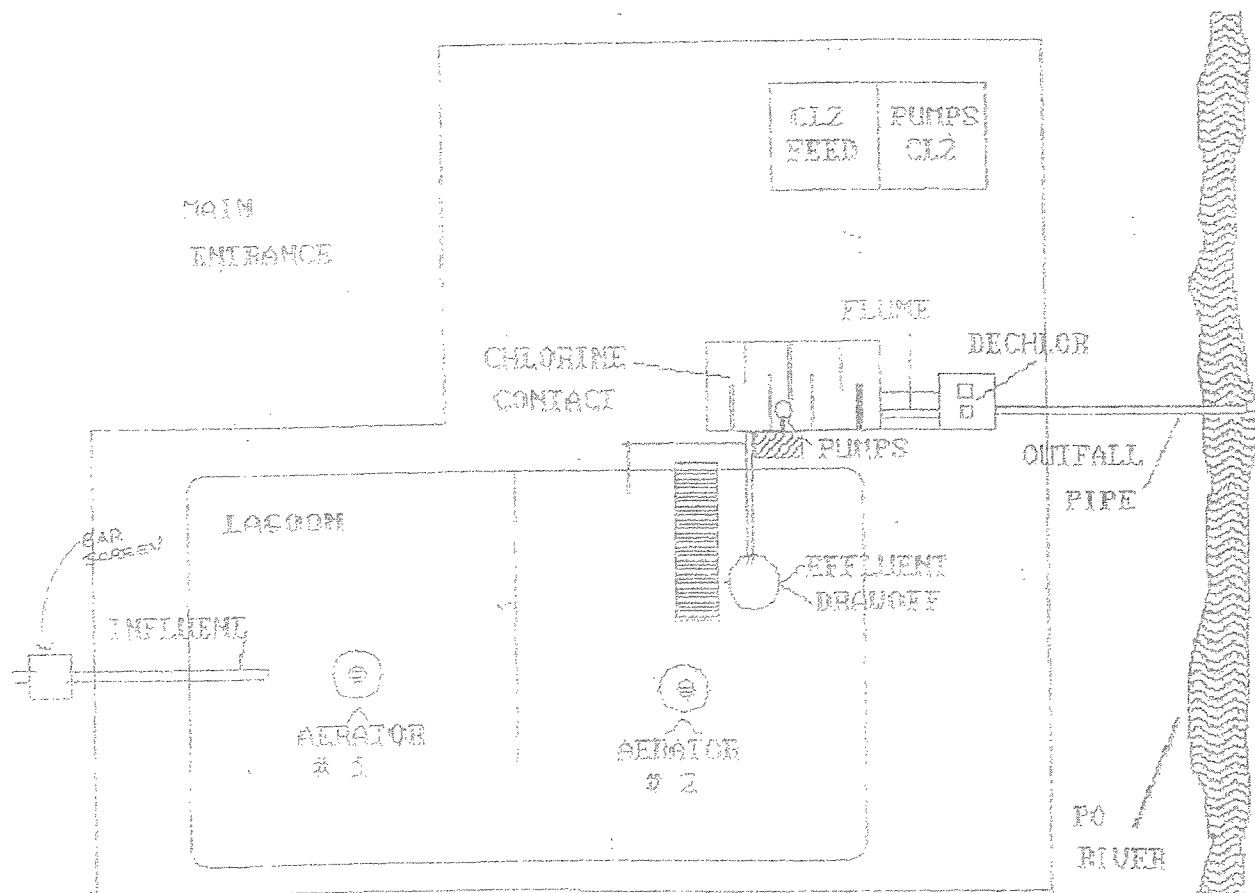 CL2
FEED
PUMPS
CL2
MAIN
ENTRANCE
FLUME
DECHLOR
CHLORINE
CONTACT
PUMPS
OUTFALL
PIPE
LAGOON
BAR
SCREEN
EFFLUENT
DRAWOFF
INFLUENT
AERATOR
# 1
AERATOR
# 2
PO
RIVER